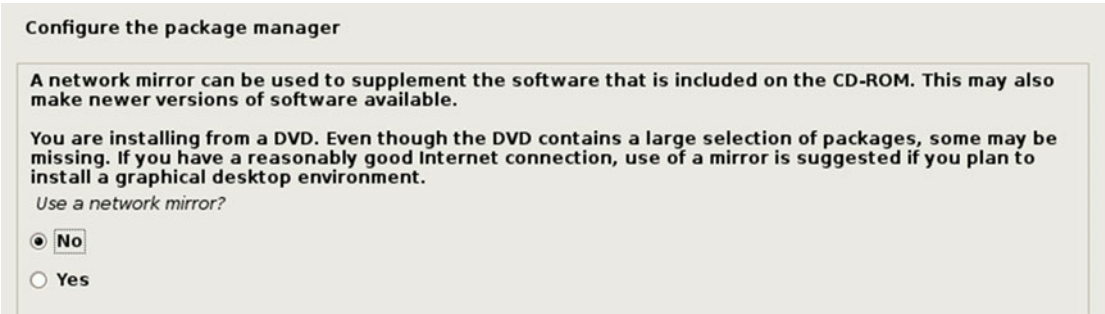 Configure the package manager
A network mirror can be used to supplement the software that is included on the CD-ROM. This may also
make newer versions of software available.
You are installing from a DVD. Even though the DVD contains a large selection of packages, some may be
missing. If you have a reasonably good Internet connection, use of a mirror is suggested if you plan to
install a graphical desktop environment.
Use a network mirror?
No
Yes